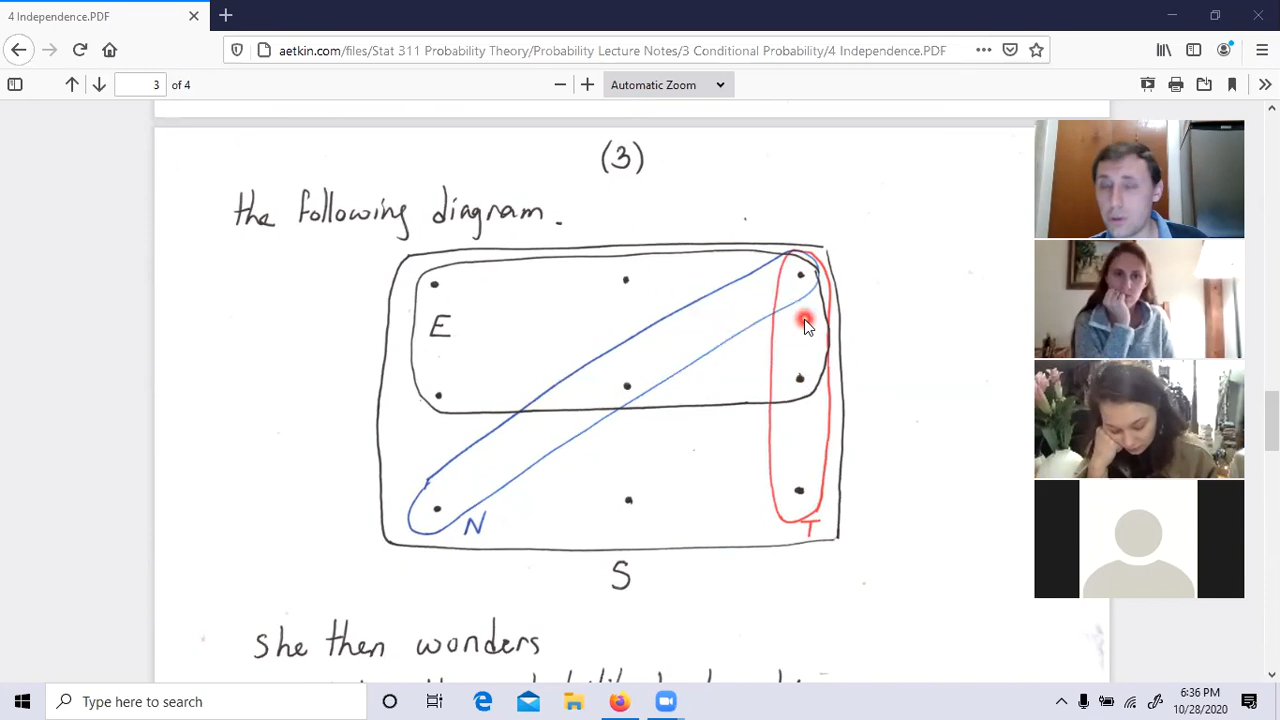 4 Independence.PDF
aetkin.com/files/Stat 311 Probability Theory/Probability Lecture Notes/3 Conditional Probability/4 Independence.PDF
3 of 4
Automatic Zoom
(3)
the following diagram.
E
N
T
S
she then wonders
Type here to search
6:36 PM
10/28/2020